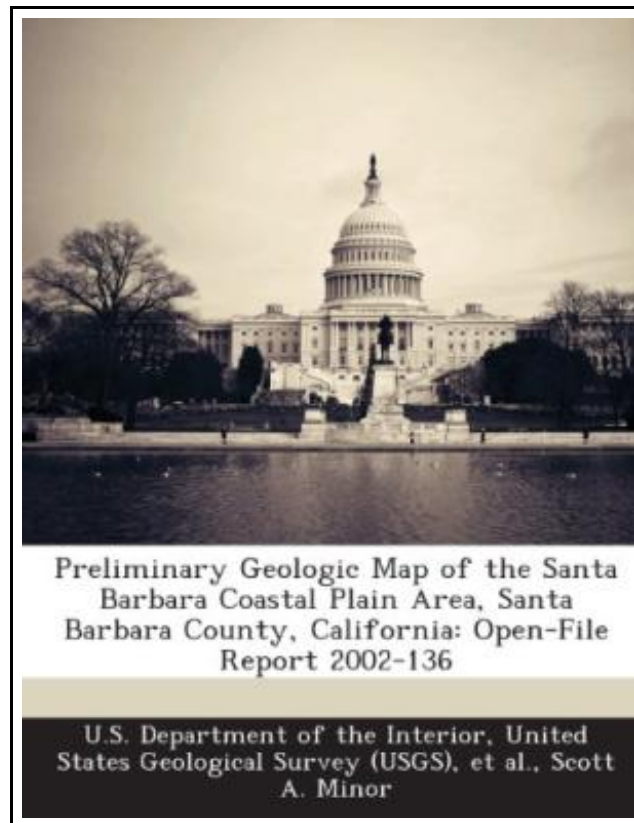 Preliminary Geologic Map of the Santa
Barbara Coastal Plain Area, Santa
Barbara County, California: Open-File
Report 2002-136
U.S. Department of the Interior, United
States Geological Survey (USGS), et al., Scott
A. Minor